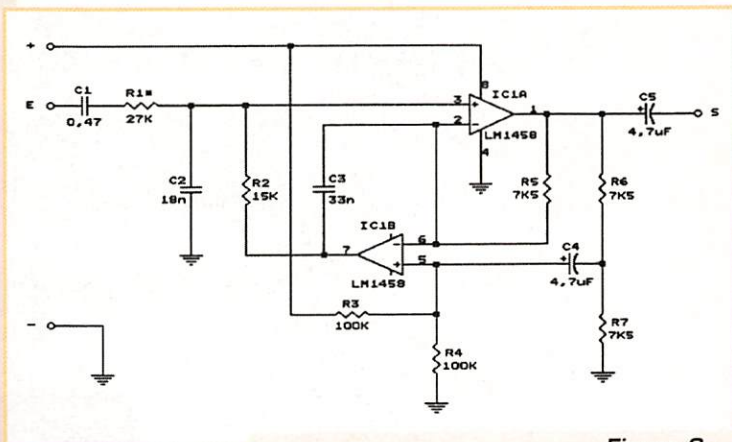 +
E
C1
0,47
R1*
27K
C2
18n
R2
15K
C3
33n
8
IC1A
3
+
2
-
1
LM1458
4
R5
7K5
R6
7K5
C5
+
4,7uF
S
IC1B
7
-
6
+
5
LM1458
C4
+
4,7uF
R3
100K
R4
100K
R7
7K5
-